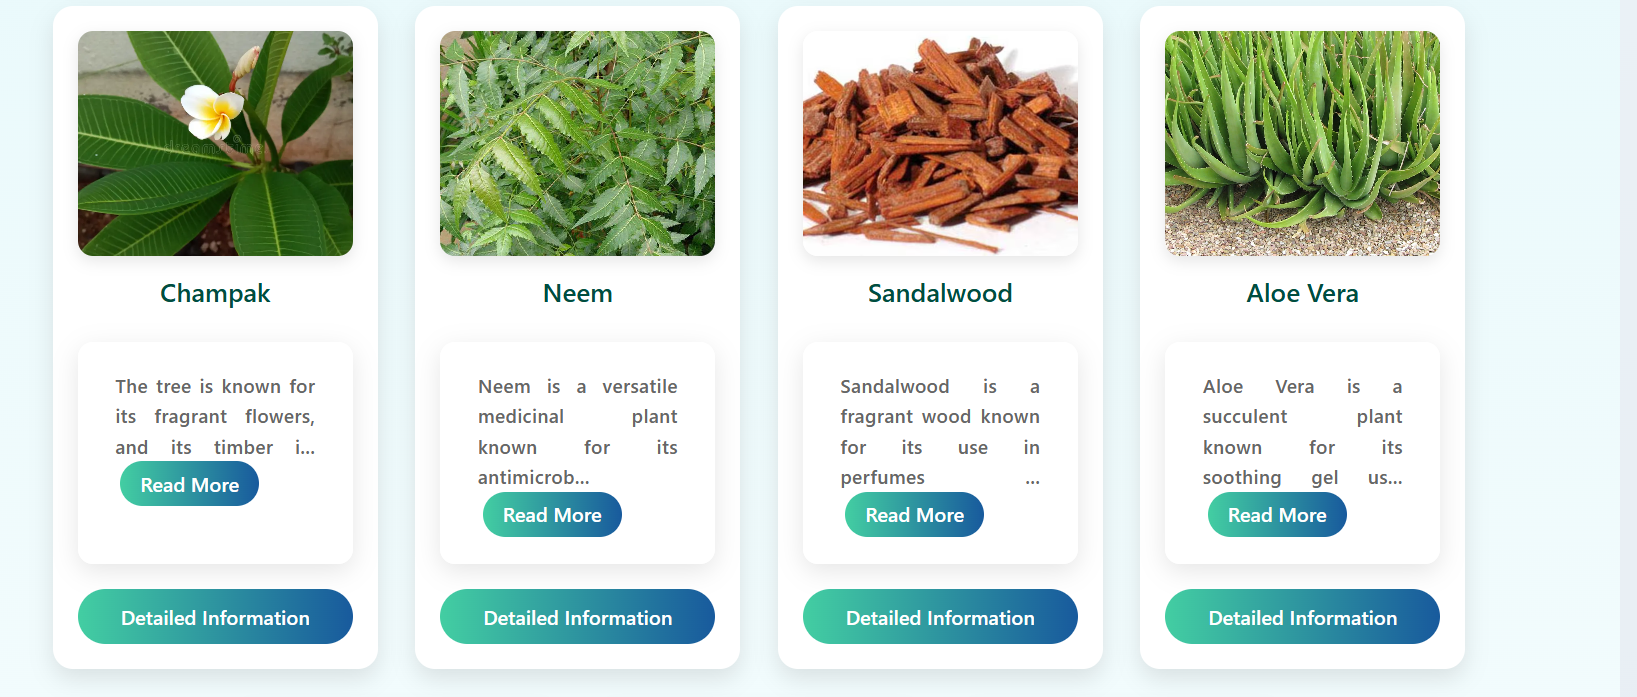 Champak
The tree is known for
its fragrant flowers,
and its timber i...
Read More
Detailed Information
Neem
Neem is a versatile
medicinal plant
known for its
antimicrob...
Read More
Detailed Information
Sandalwood
Sandalwood is a
fragrant wood known
for its use in
perfumes ...
Read More
Detailed Information
Aloe Vera
Aloe Vera is a
succulent plant
known for its
soothing gel us...
Read More
Detailed Information